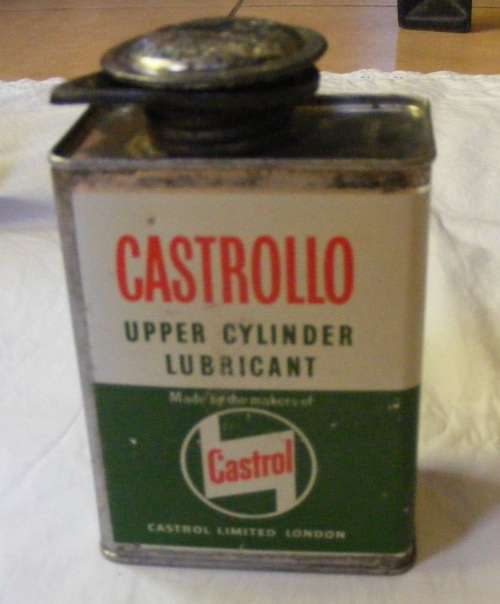 CASTROLLO
UPPER CYLINDER
LUBRICANT
Made by the makers of
Castrol
CASTROL LIMITED LONDON